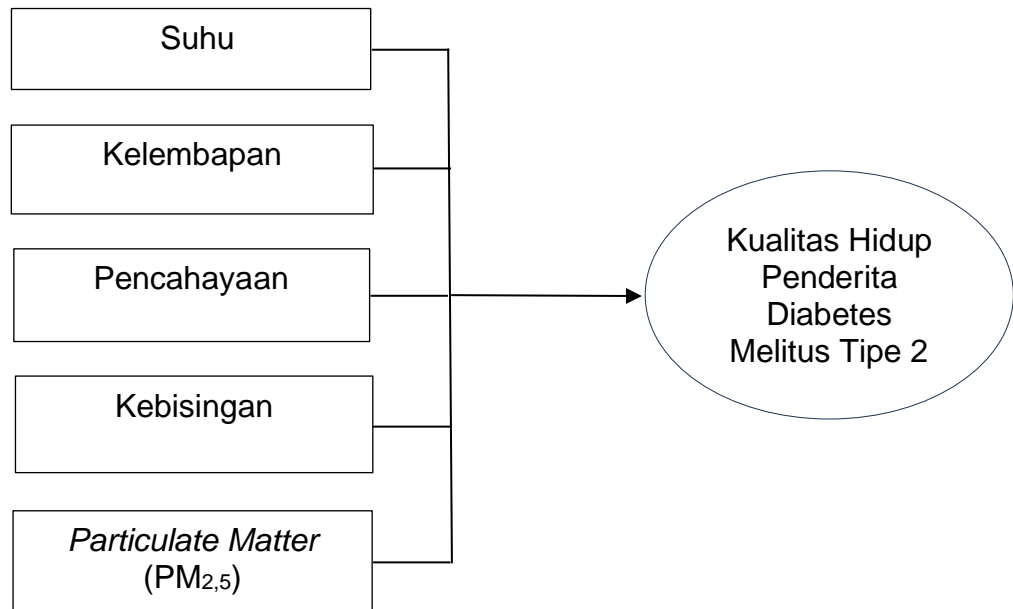 Suhu
Kelembapan
Pencahayaan
Kebisingan
Particulate Matter
(PM2,5)
Kualitas Hidup
Penderita
Diabetes
Melitus Tipe 2